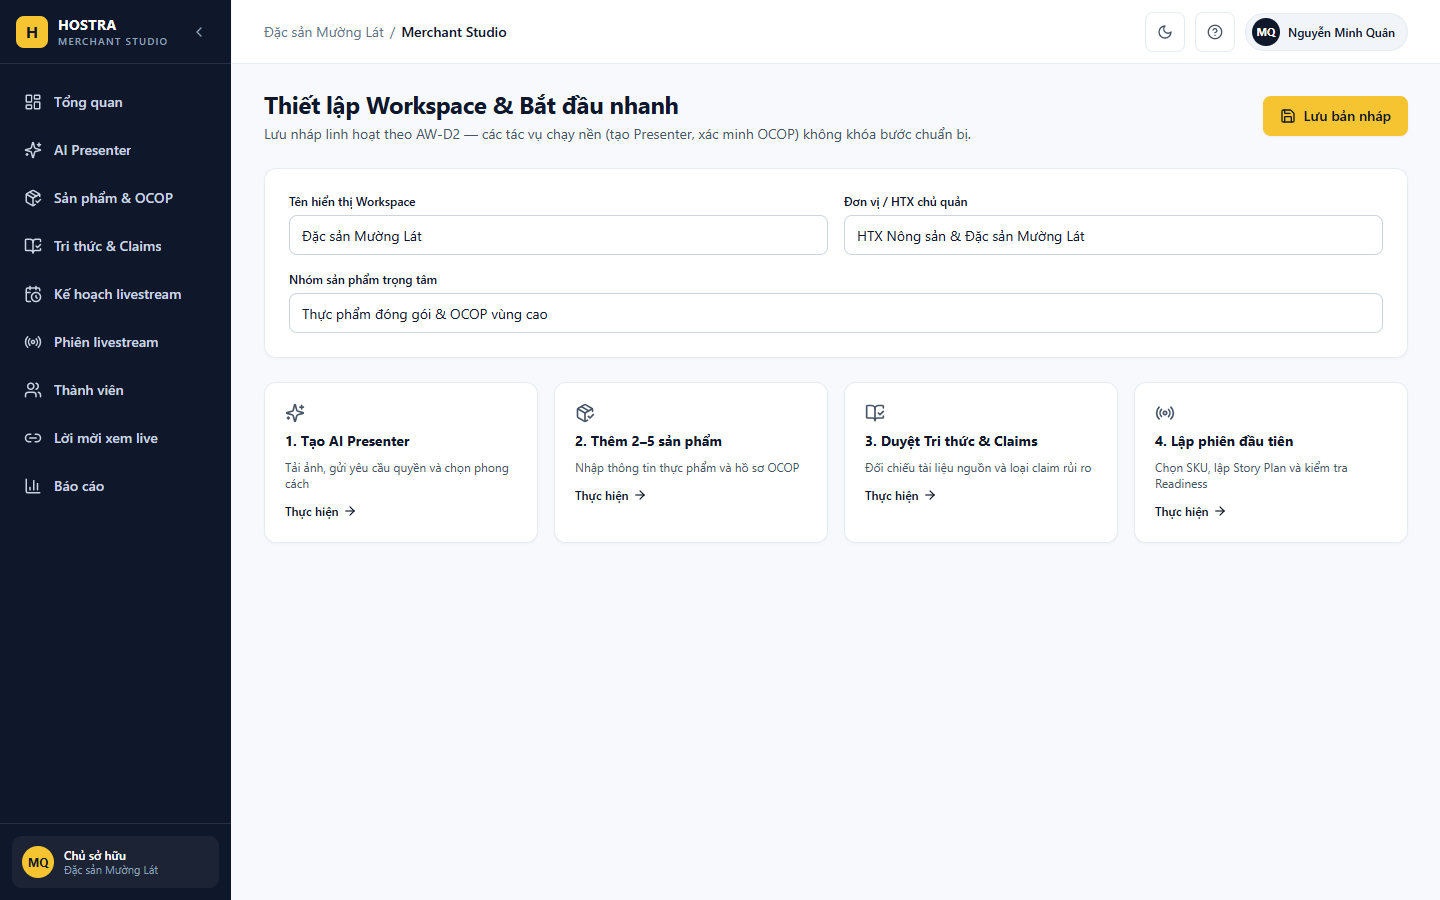 H
HOSTRA
MERCHANT STUDIO
Tổng quan
AI Presenter
Sản phẩm & OCOP
Tri thức & Claims
Kế hoạch livestream
Phiên livestream
Thành viên
Lời mời xem live
Báo cáo
MQ
Chủ sở hữu
Đặc sản Mường Lát
Đặc sản Mường Lát / Merchant Studio
MQ Nguyễn Minh Quân
Thiết lập Workspace & Bắt đầu nhanh
Lưu nháp linh hoạt theo AW-D2 — các tác vụ chạy nền (tạo Presenter, xác minh OCOP) không khóa bước chuẩn bị.
Lưu bản nháp
Tên hiển thị Workspace
Đặc sản Mường Lát
Đơn vị / HTX chủ quản
HTX Nông sản & Đặc sản Mường Lát
Nhóm sản phẩm trọng tâm
Thực phẩm đóng gói & OCOP vùng cao
1. Tạo AI Presenter
Tải ảnh, gửi yêu cầu quyền và chọn phong
cách
Thực hiện →
2. Thêm 2–5 sản phẩm
Nhập thông tin thực phẩm và hồ sơ OCOP
Thực hiện →
3. Duyệt Tri thức & Claims
Đối chiếu tài liệu nguồn và loại claim rủi ro
Thực hiện →
4. Lập phiên đầu tiên
Chọn SKU, lập Story Plan và kiểm tra
Readiness
Thực hiện →